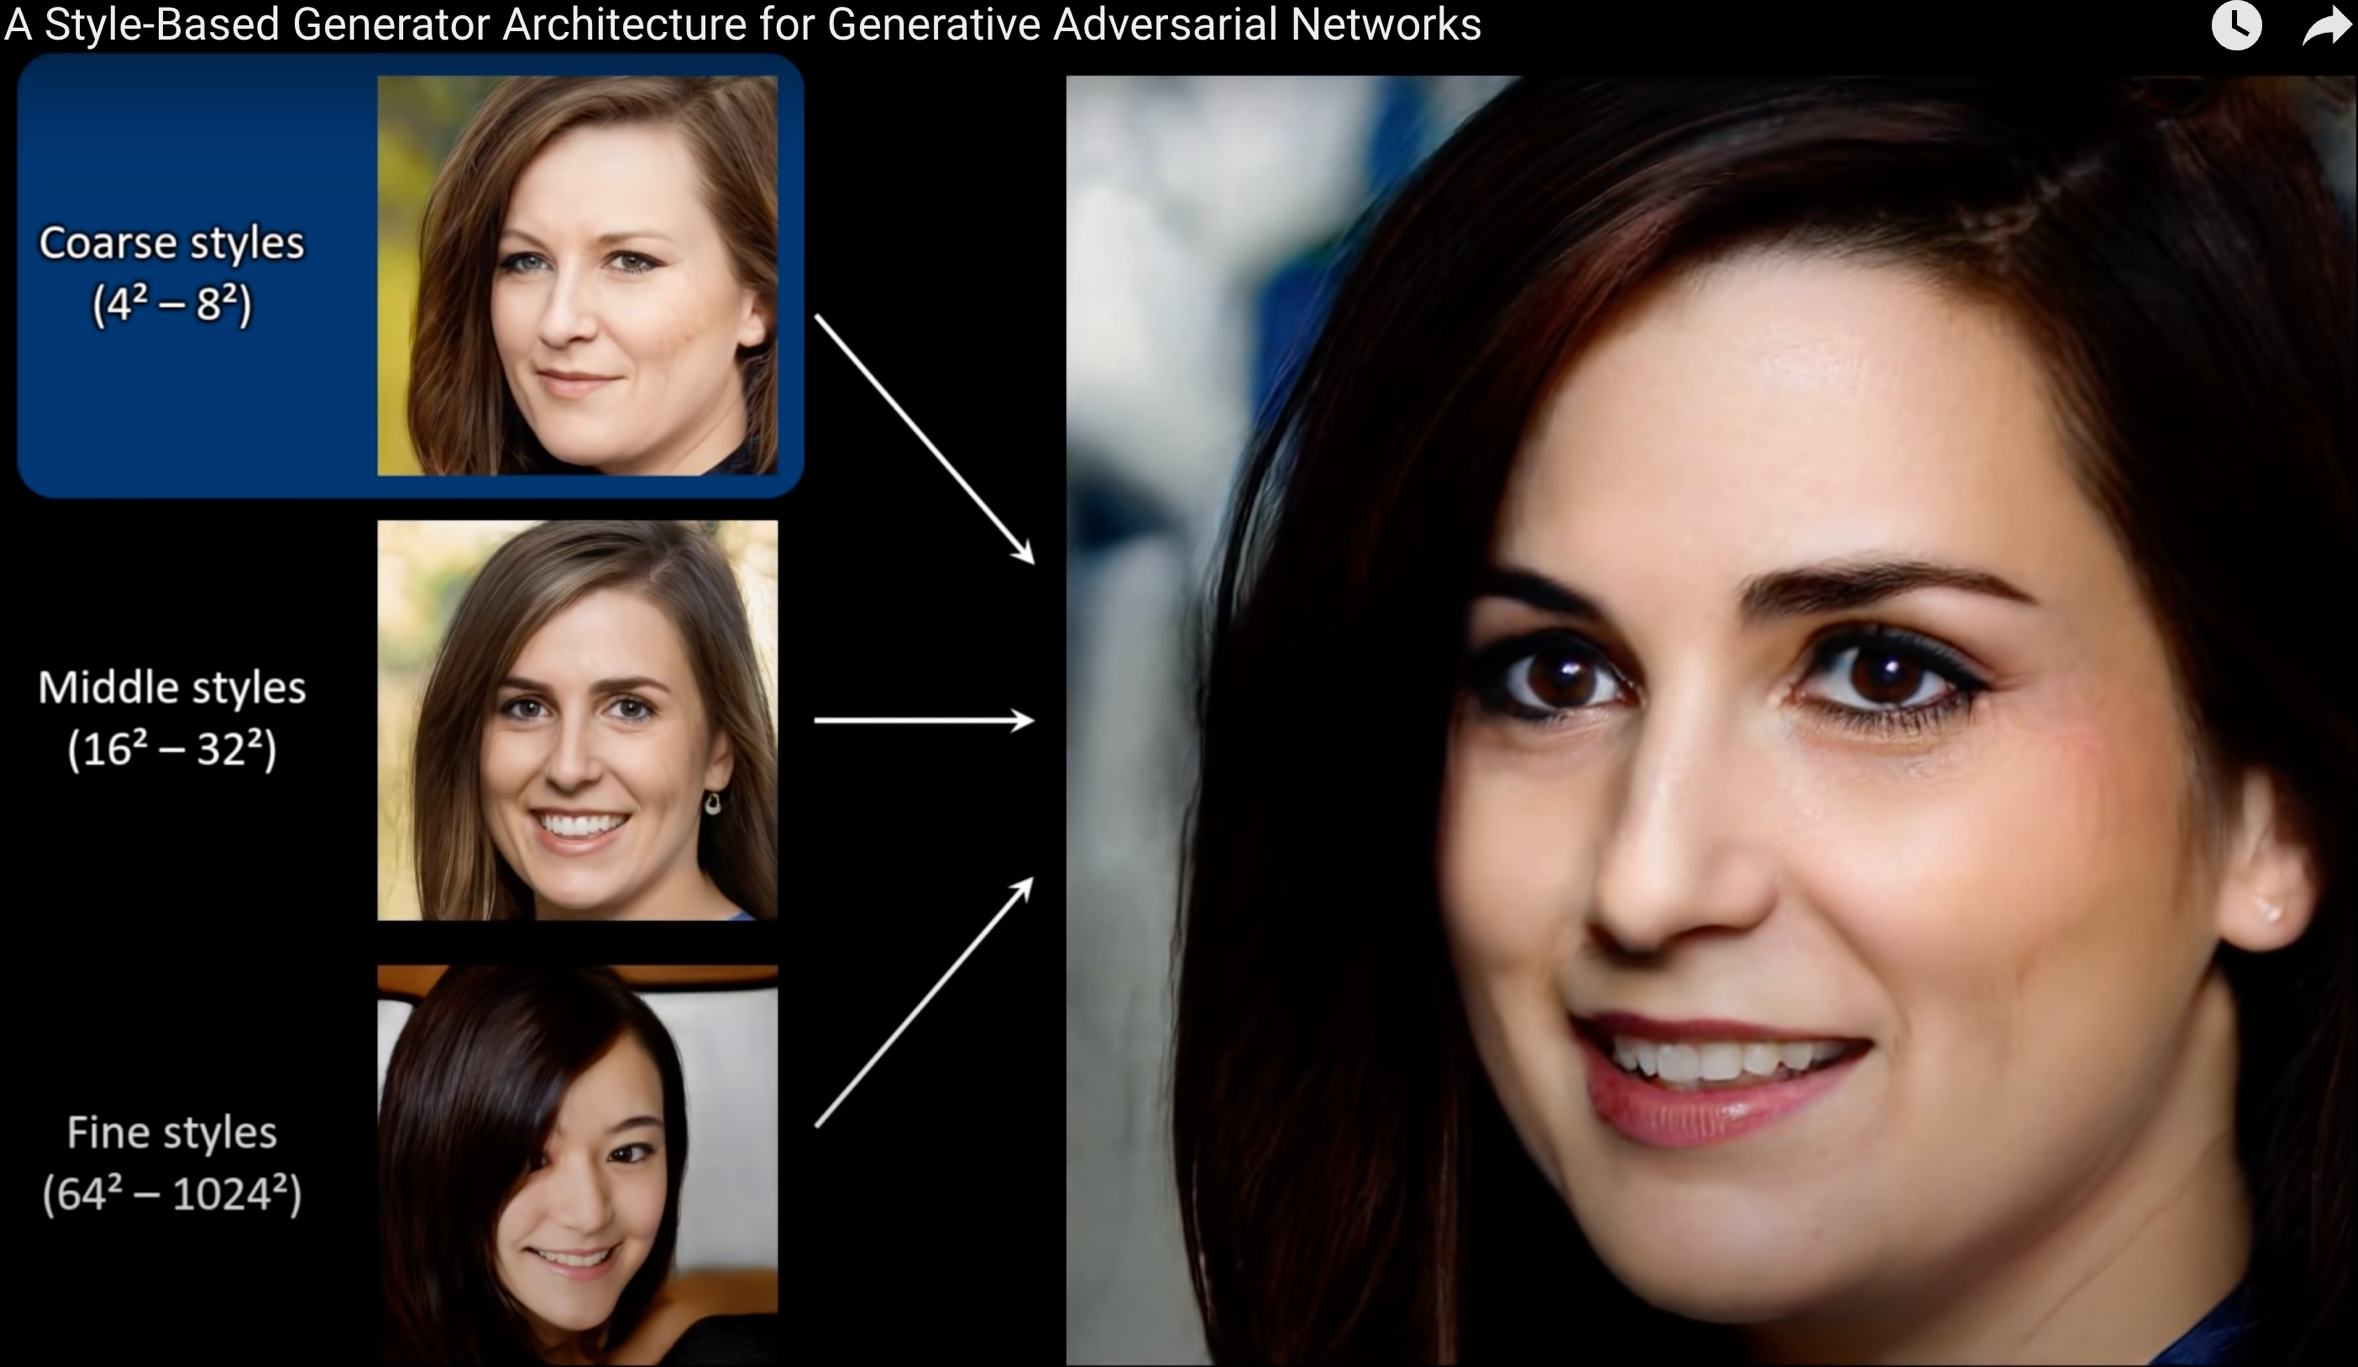 A Style-Based Generator Architecture for Generative Adversarial Networks
Coarse styles
(4² – 8²)
Middle styles
(16² – 32²)
Fine styles
(64² – 1024²)